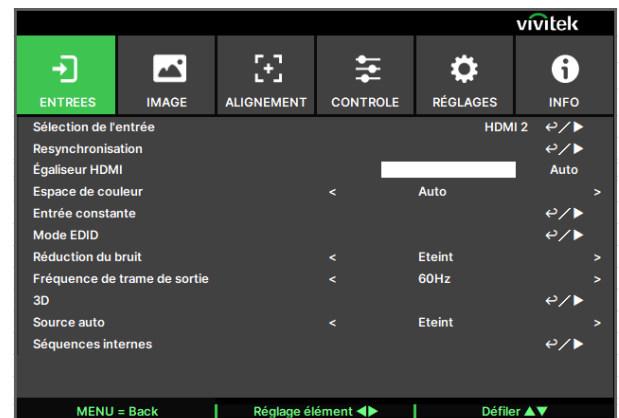 vivitek
ENTREES IMAGE ALIGNEMENT CONTROLE RÉGLAGES INFO
Sélection de l'entrée HDMI 2
Resynchronisation
Égaliseur HDMI Auto
Espace de couleur < Auto >
Entrée constante
Mode EDID
Réduction du bruit < Eteint >
Fréquence de trame de sortie < 60Hz >
3D
Source auto < Eteint >
Séquences internes
MENU = Back Réglage élément ◀▶ Défiler ▲▼